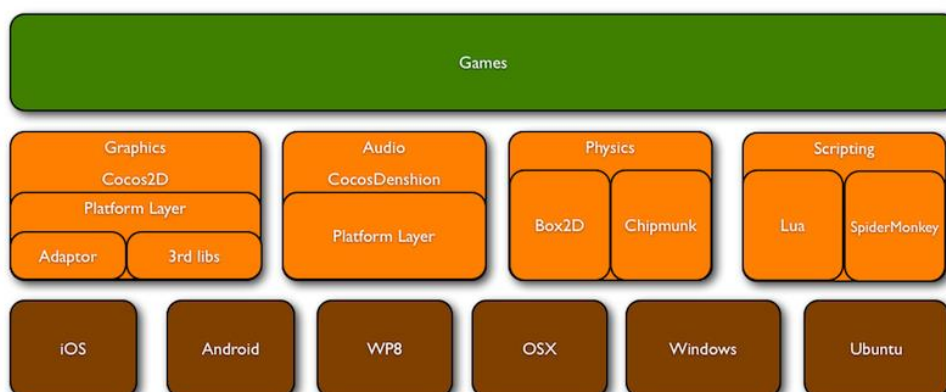 Games
Graphics
Cocos2D
Platform Layer
Adaptor
3rd libs
Audio
CocosDenshion
Platform Layer
Physics
Box2D
Chipmunk
Scripting
Lua
SpiderMonkey
iOS
Android
WP8
OSX
Windows
Ubuntu